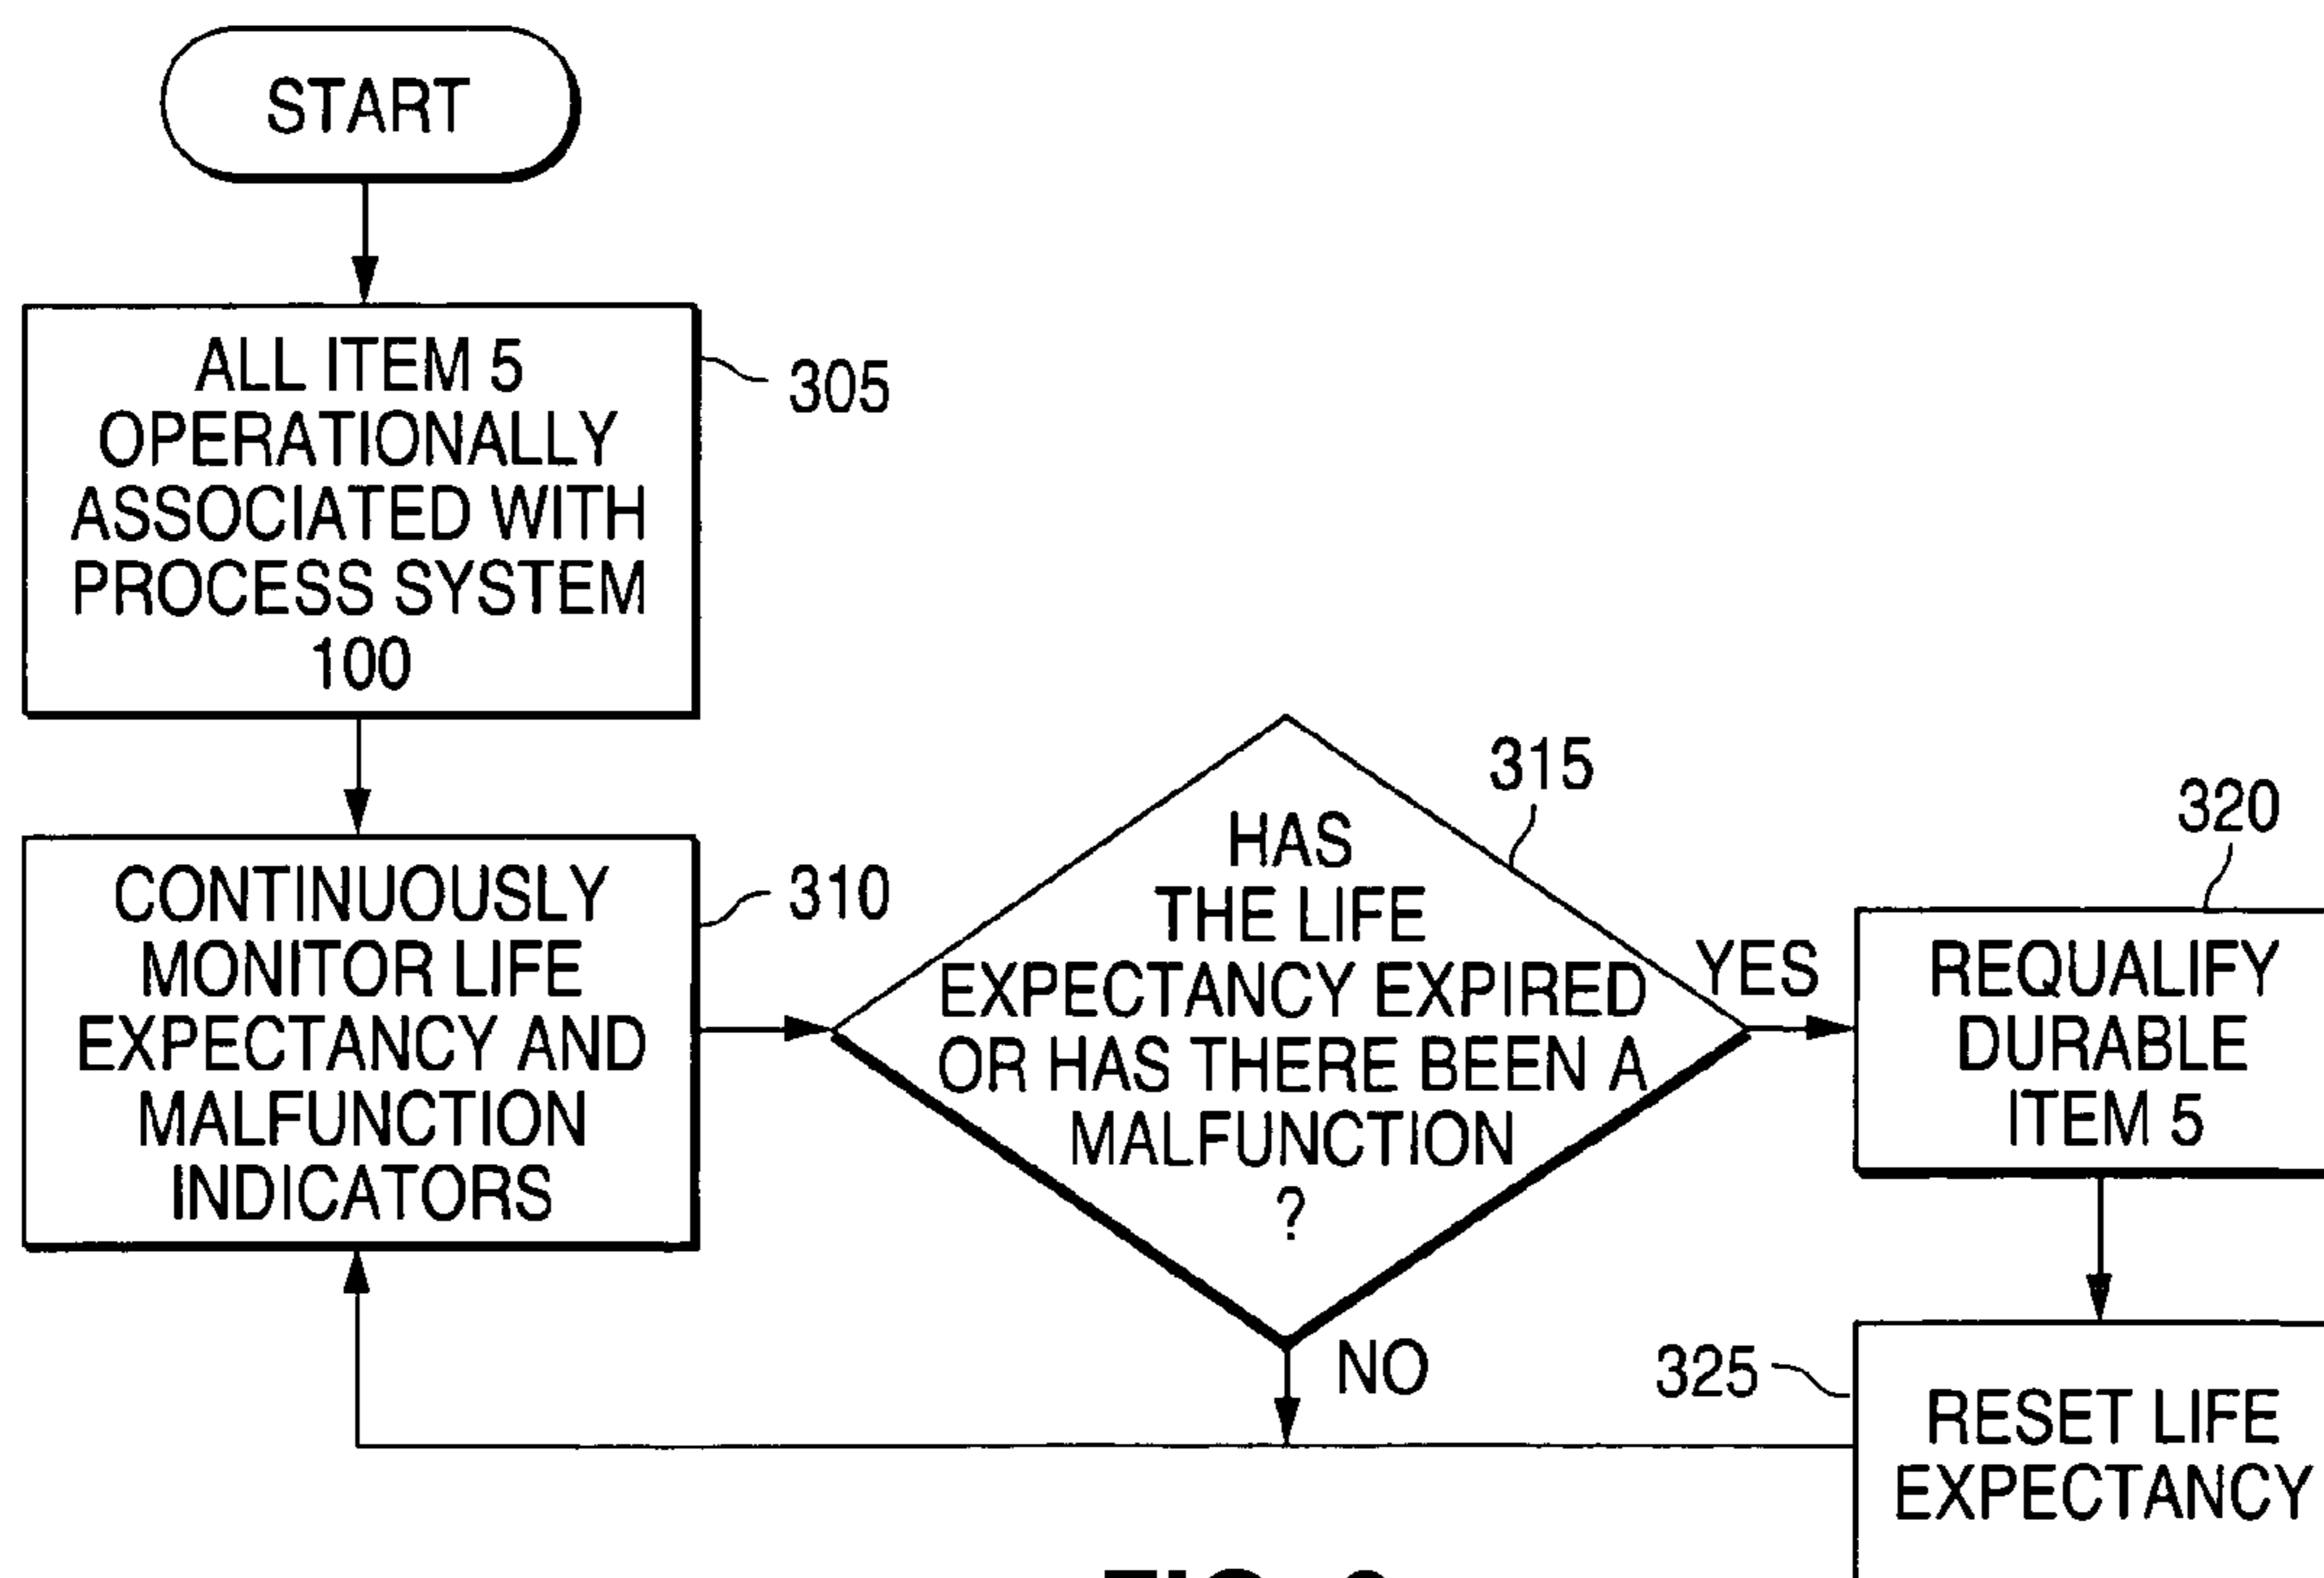 START
ALL ITEM 5
OPERATIONALLY
ASSOCIATED WITH
PROCESS SYSTEM
100
305
CONTINUOUSLY
MONITOR LIFE
EXPECTANCY AND
MALFUNCTION
INDICATORS
310
HAS
THE LIFE
EXPECTANCY EXPIRED
OR HAS THERE BEEN A
MALFUNCTION
?
315
YES
NO
320
REQUALIFY
DURABLE
ITEM 5
325
RESET LIFE
EXPECTANCY